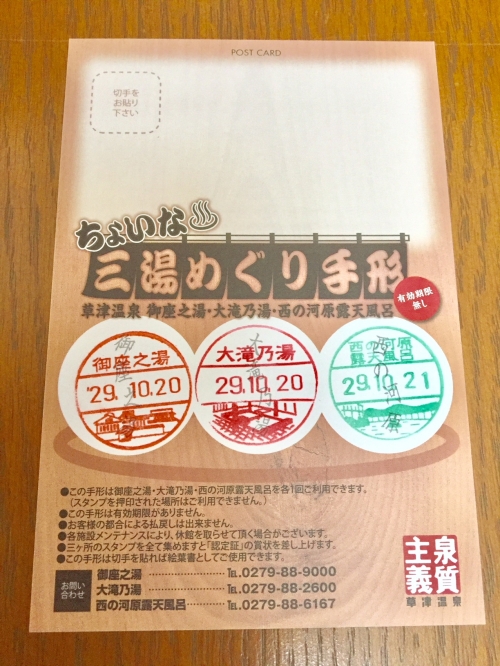 POST CARD
切手を
お貼り
下さい
ちょいな
三湯めぐり手形
草津温泉 御座之湯・大滝乃湯・西の河原露天風呂
有効期限
無し
御座之湯
'29.10.20
大滝乃湯
29.10.20
西の河原
露天風呂
29.10.21
●この手形は御座之湯・大滝乃湯・西の河原露天風呂を各1回ご利用できます。
(スタンプを押印された場所はご利用できません。)
●この手形は有効期限がありません。
●お客様の都合による払戻しは出来ません。
●各施設メンテナンスにより、休館を取らせて頂く場合がございます。
●三ヶ所のスタンプを全て集めますと「認定証」の賞状を差し上げます。
●この手形は切手を貼れば絵葉書としてご使用できます。
お問い
合わせ
御座之湯 TEL.0279-88-9000
大滝乃湯 TEL.0279-88-2600
西の河原露天風呂 TEL.0279-88-6167
泉質
主義
草津温泉